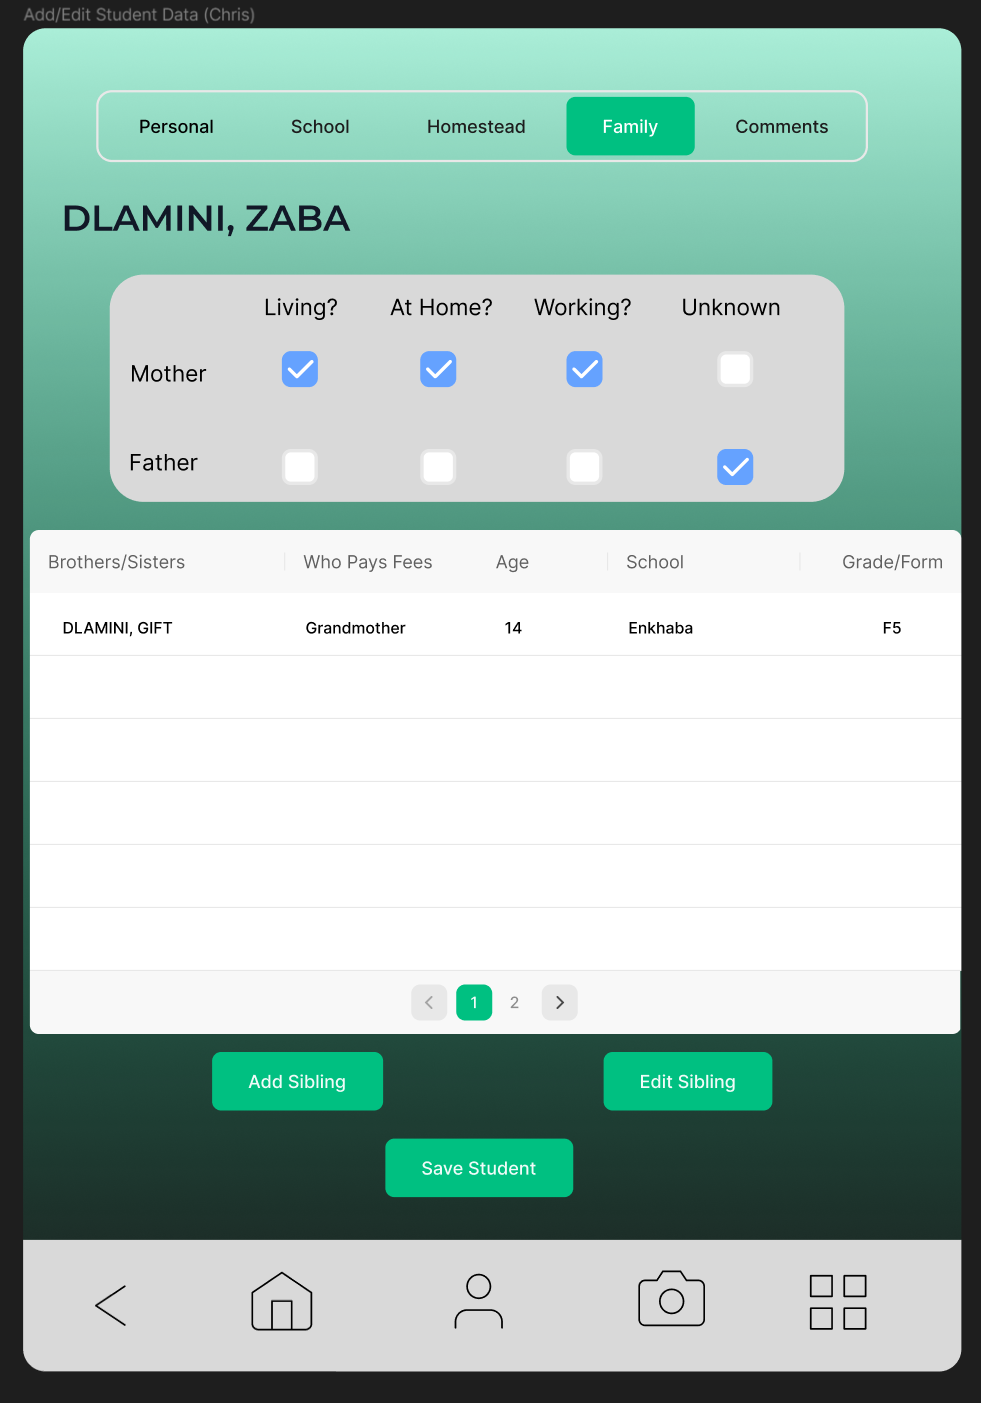 Add/Edit Student Data (Chris)
Personal School Homestead Family Comments
DLAMINI, ZABA
Living? At Home? Working? Unknown
Mother
Father
Brothers/Sisters Who Pays Fees Age School Grade/Form
DLAMINI, GIFT Grandmother 14 Enkhaba F5
1 2
Add Sibling Edit Sibling
Save Student